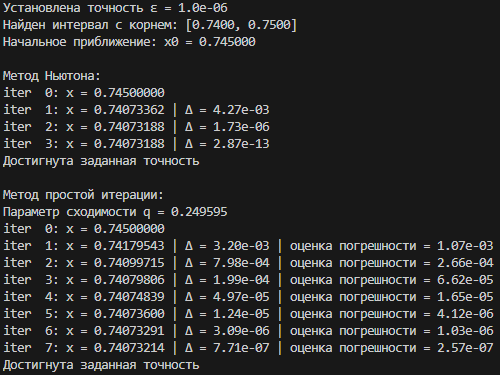 Установлена точность ε = 1.0e-06
Найден интервал с корнем: [0.7400, 0.7500]
Начальное приближение: x0 = 0.745000
Метод Ньютона:
iter  0: x = 0.74500000
iter  1: x = 0.74073362 | Δ = 4.27e-03
iter  2: x = 0.74073188 | Δ = 1.73e-06
iter  3: x = 0.74073188 | Δ = 2.87e-13
Достигнута заданная точность
Метод простой итерации:
Параметр сходимости q = 0.249595
iter  0: x = 0.74500000
iter  1: x = 0.74179543 | Δ = 3.20e-03 | оценка погрешности = 1.07e-03
iter  2: x = 0.74099715 | Δ = 7.98e-04 | оценка погрешности = 2.66e-04
iter  3: x = 0.74079806 | Δ = 1.99e-04 | оценка погрешности = 6.62e-05
iter  4: x = 0.74074839 | Δ = 4.97e-05 | оценка погрешности = 1.65e-05
iter  5: x = 0.74073600 | Δ = 1.24e-05 | оценка погрешности = 4.12e-06
iter  6: x = 0.74073291 | Δ = 3.09e-06 | оценка погрешности = 1.03e-06
iter  7: x = 0.74073214 | Δ = 7.71e-07 | оценка погрешности = 2.57e-07
Достигнута заданная точность